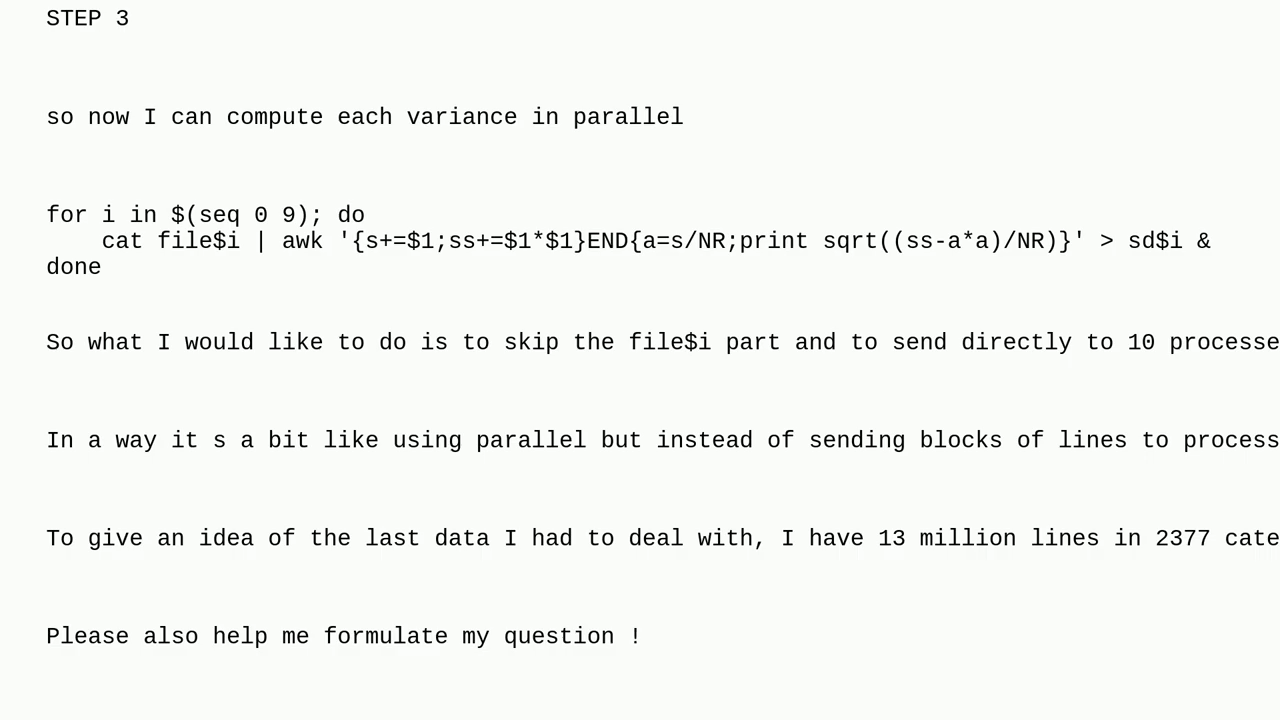 STEP 3
so now I can compute each variance in parallel
for i in $(seq 0 9); do
    cat file$i | awk '{s+=$1;ss+=$1*$1}END{a=s/NR;print sqrt((ss-a*a)/NR)}' > sd$i &
done
So what I would like to do is to skip the file$i part and to send directly to 10 processe
In a way it s a bit like using parallel but instead of sending blocks of lines to process
To give an idea of the last data I had to deal with, I have 13 million lines in 2377 cate
Please also help me formulate my question !